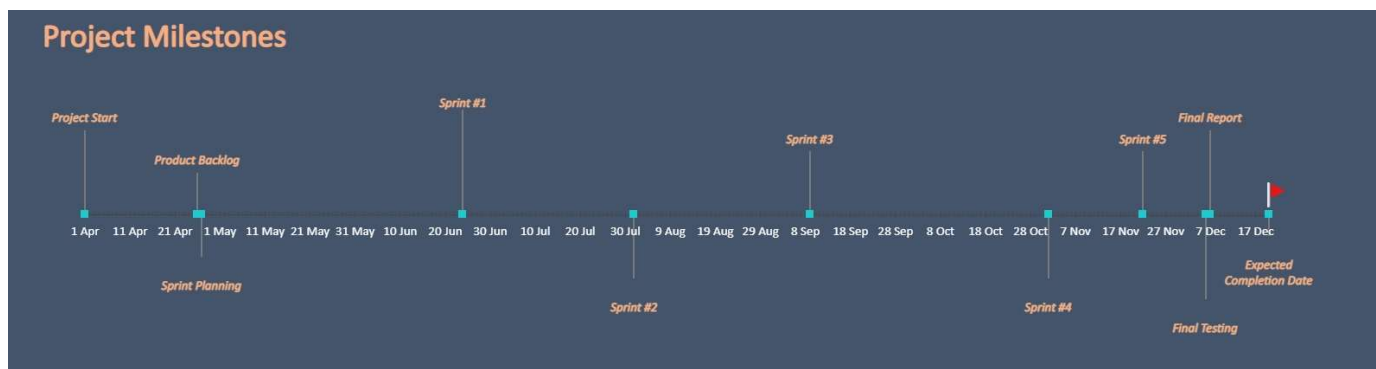 Project Milestones
Sprint #1
Project Start
Final Report
Sprint #3
Sprint #5
Product Backlog
1 Apr 11 Apr 21 Apr 1 May 11 May 21 May 31 May 10 Jun 20 Jun 30 Jun 10 Jul 20 Jul 30 Jul 9 Aug 19 Aug 29 Aug 8 Sep 18 Sep 28 Sep 8 Oct 18 Oct 28 Oct 7 Nov 17 Nov 27 Nov 7 Dec 17 Dec
Expected
Completion Date
Sprint Planning
Sprint #2
Sprint #4
Final Testing